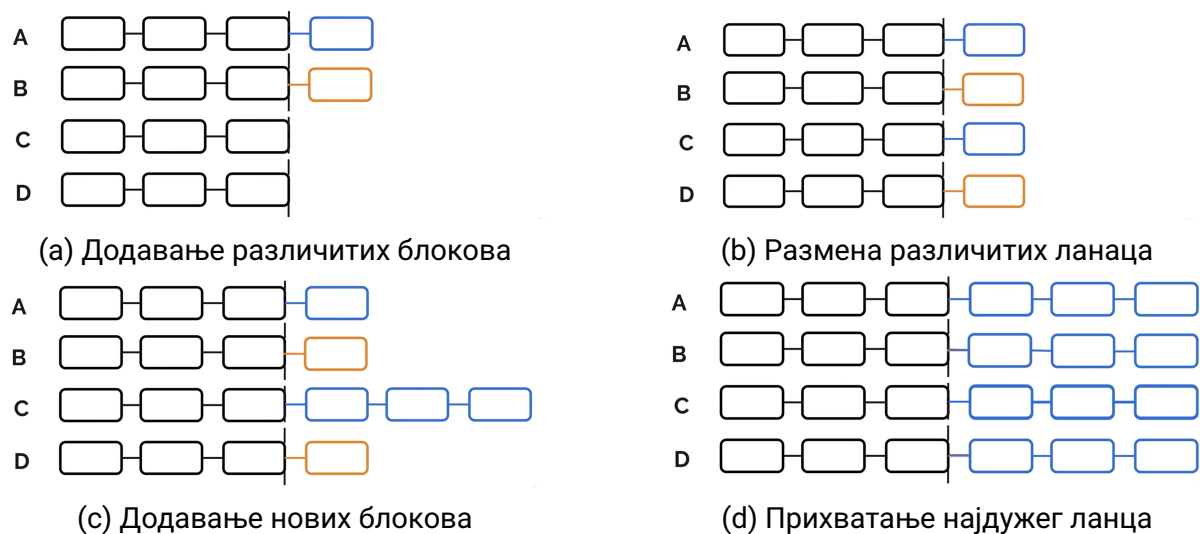 A
B
C
D
(a) Додавање различитих блокова
A
B
C
D
(b) Размена различитих ланаца
A
B
C
D
(c) Додавање нових блокова
A
B
C
D
(d) Прихватање најдужег ланца